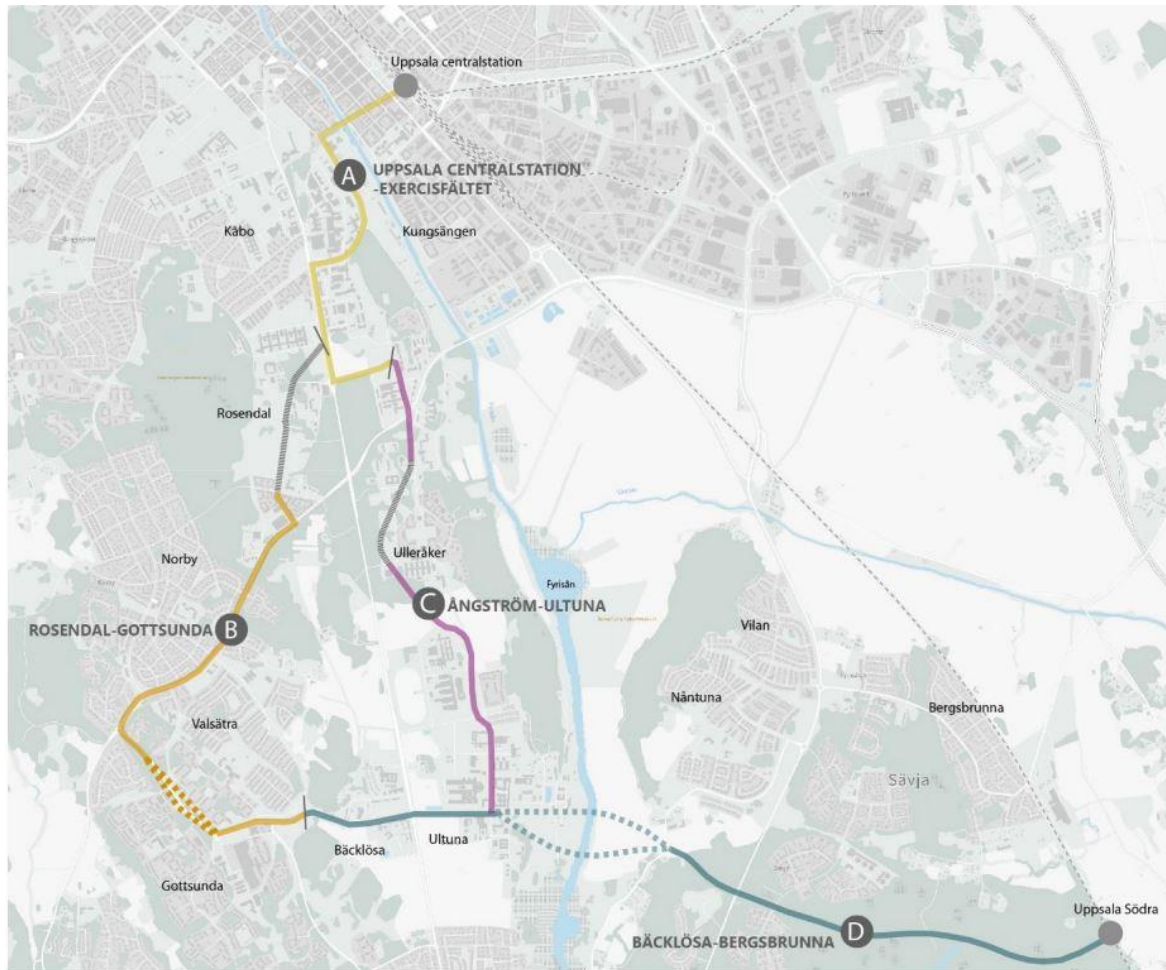 Uppsala centralstation
A
UPPSALA CENTRALSTATION
-EXERCISFÄLTET
Kåbo
Kungsängen
Rosendal
Norby
Ulleråker
Fyrisån
C
ÅNGSTRÖM-ULTUNA
ROSENDAL-GOTTSUNDA
B
Vilan
Nåntuna
Bergsbrunna
Valsätra
Sävja
Bäcklösa
Ultuna
Gottsunda
Uppsala Södra
BÄCKLÖSA-BERGSBRUNNA
D